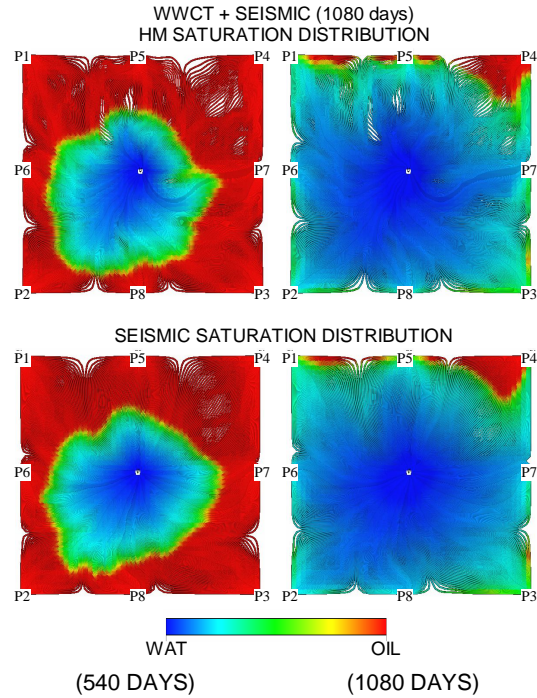 WWCT + SEISMIC (1080 days)
HM SATURATION DISTRIBUTION
P1 P5 P4 P1 P5 P4
P6 P7 P6 P7
P2 P8 P3 P2 P8 P3
SEISMIC SATURATION DISTRIBUTION
P1 P5 P4 P1 P5 P4
P6 P7 P6 P7
P2 P8 P3 P2 P8 P3
WAT OIL
(540 DAYS) (1080 DAYS)